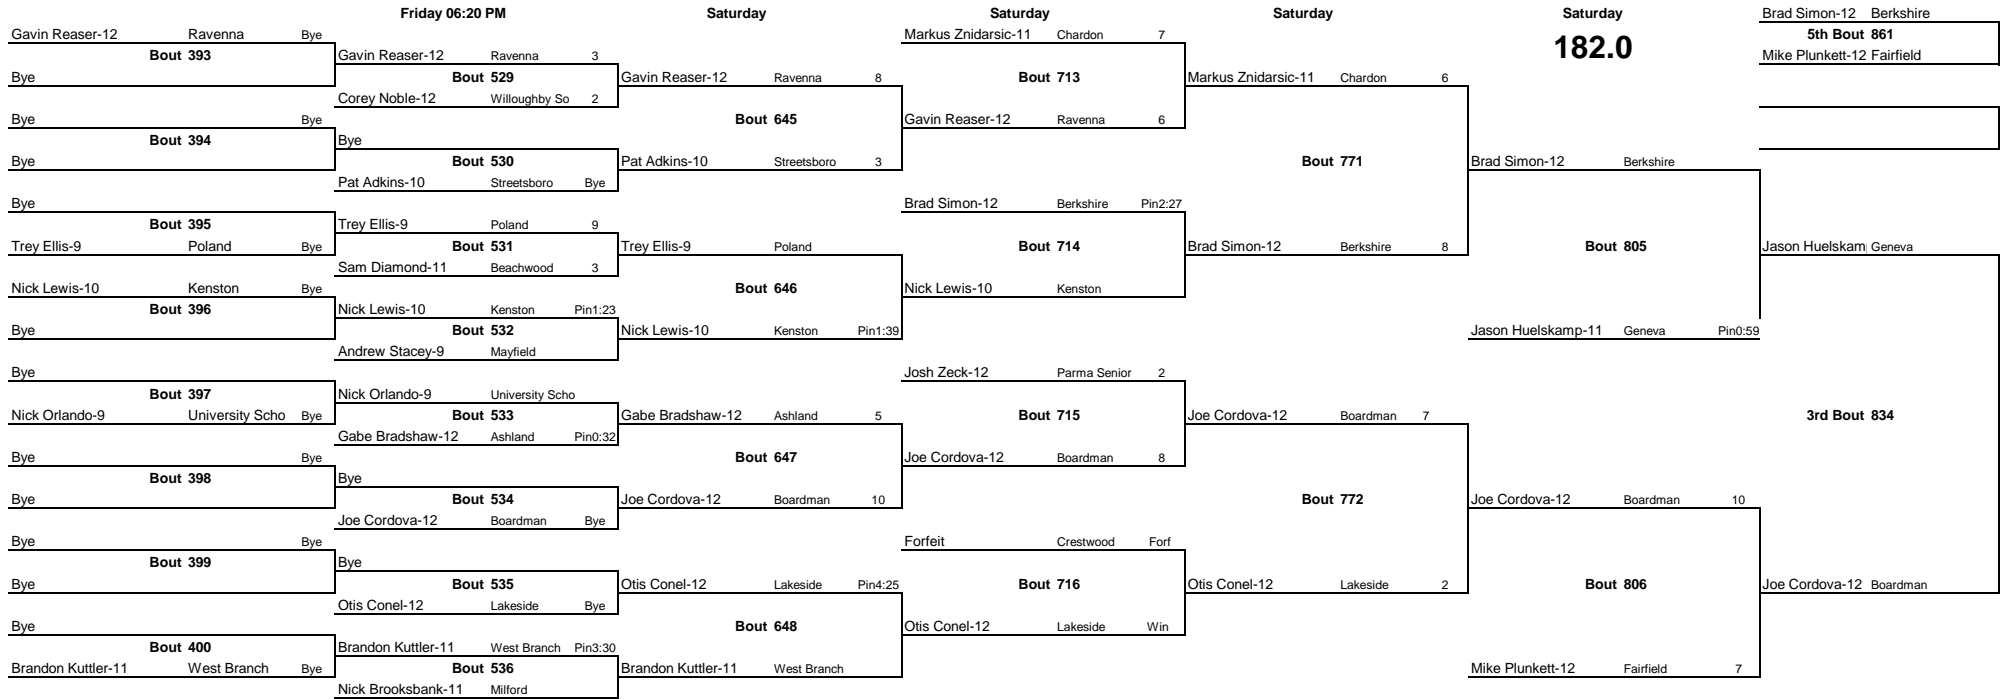 Friday 06:20 PM Saturday Saturday Saturday Saturday Brad Simon-12 Berkshire
Gavin Reaser-12 Ravenna Bye Markus Znidarsic-11 Chardon 7 5th Bout 861
Bout 393 Gavin Reaser-12 Ravenna 3 182.0 Mike Plunkett-12 Fairfield
Bye Bout 529 Gavin Reaser-12 Ravenna 8 Bout 713 Markus Znidarsic-11 Chardon 6
Corey Noble-12 Willoughby So 2
Bye Bye Bout 645 Gavin Reaser-12 Ravenna 6
Bout 394 Bye
Bye Bout 530 Pat Adkins-10 Streetsboro 3 Bout 771 Brad Simon-12 Berkshire
Pat Adkins-10 Streetsboro Bye
Bye Brad Simon-12 Berkshire Pin2:27
Bout 395 Trey Ellis-9 Poland 9
Trey Ellis-9 Poland Bye Bout 531 Trey Ellis-9 Poland Bout 714 Brad Simon-12 Berkshire 8 Bout 805 Jason Huelskam Geneva
Sam Diamond-11 Beachwood 3
Nick Lewis-10 Kenston Bye Bout 646 Nick Lewis-10 Kenston
Bout 396 Nick Lewis-10 Kenston Pin1:23
Bye Bout 532 Nick Lewis-10 Kenston Pin1:39 Jason Huelskamp-11 Geneva Pin0:59
Andrew Stacey-9 Mayfield
Bye Josh Zeck-12 Parma Senior 2
Bout 397 Nick Orlando-9 University Scho
Nick Orlando-9 University Scho Bye Bout 533 Gabe Bradshaw-12 Ashland 5 Bout 715 Joe Cordova-12 Boardman 7 3rd Bout 834
Gabe Bradshaw-12 Ashland Pin0:32
Bye Bye Bout 647 Joe Cordova-12 Boardman 8
Bout 398 Bye
Bye Bout 534 Joe Cordova-12 Boardman 10 Bout 772 Joe Cordova-12 Boardman 10
Joe Cordova-12 Boardman Bye
Bye Bye Forfeit Crestwood Forf
Bout 399 Bye
Bye Bout 535 Otis Conel-12 Lakeside Pin4:25 Bout 716 Otis Conel-12 Lakeside 2 Bout 806 Joe Cordova-12 Boardman
Otis Conel-12 Lakeside Bye
Bye Bout 648 Otis Conel-12 Lakeside Win
Bout 400 Brandon Kuttler-11 West Branch Pin3:30
Brandon Kuttler-11 West Branch Bye Bout 536 Brandon Kuttler-11 West Branch Mike Plunkett-12 Fairfield 7
Nick Brooksbank-11 Milford